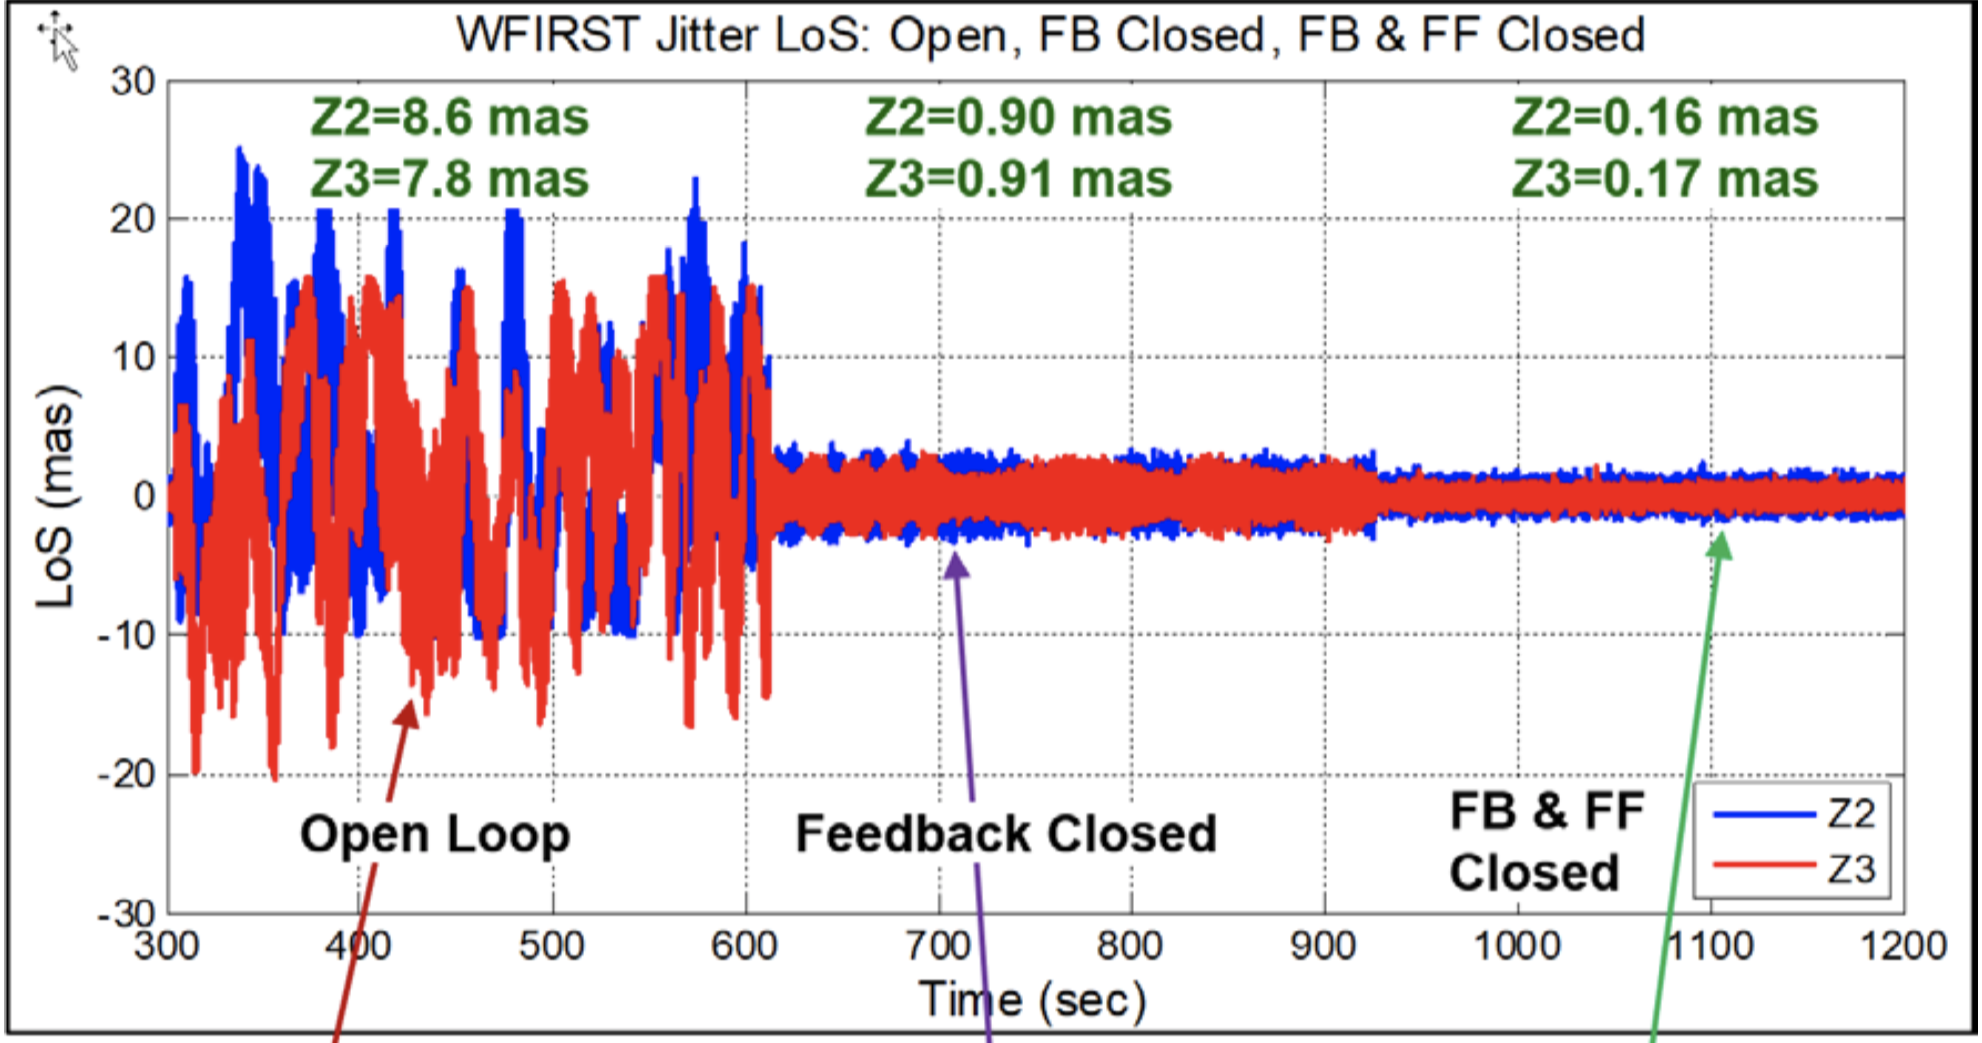 WFIRST Jitter LoS: Open, FB Closed, FB & FF Closed
30
20
10
0
-10
-20
-30
LoS (mas)
Z2=8.6 mas
Z3=7.8 mas
Z2=0.90 mas
Z3=0.91 mas
Z2=0.16 mas
Z3=0.17 mas
Open Loop
Feedback Closed
FB & FF
Closed
Z2
Z3
300 400 500 600 700 800 900 1000 1100 1200
Time (sec)